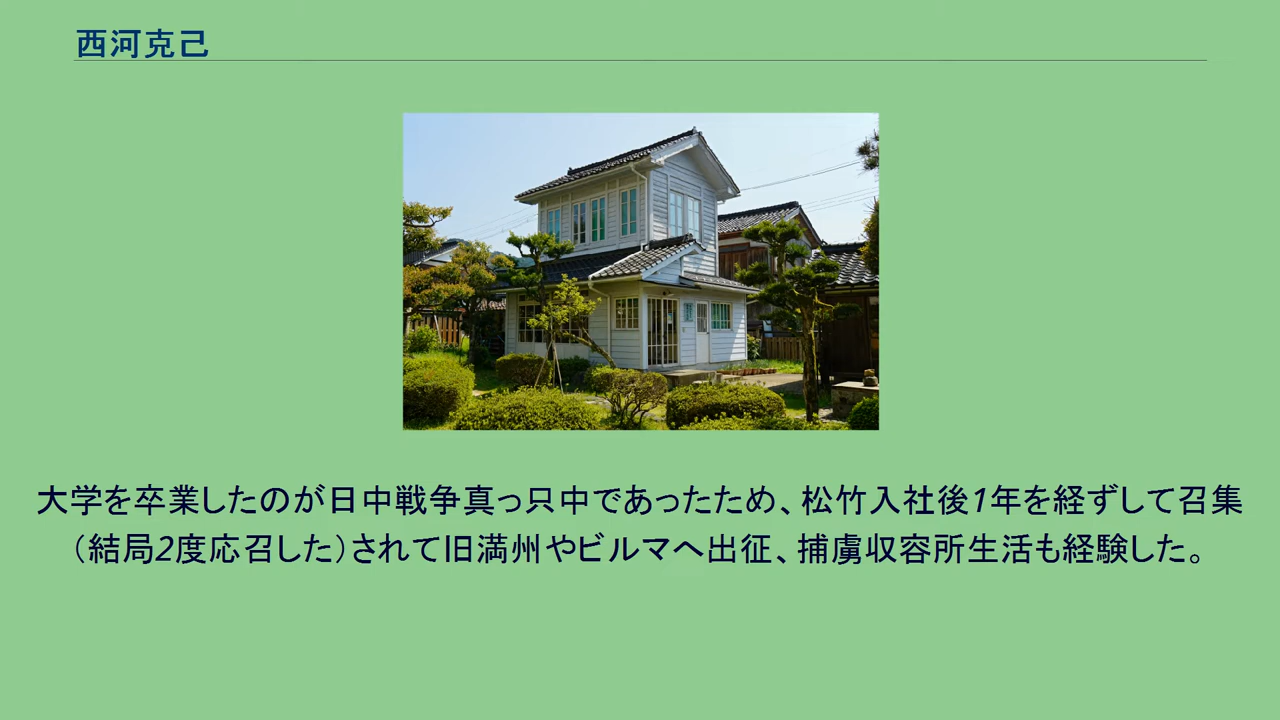 西河克己
大学を卒業したのが日中戦争真っ只中であったため、松竹入社後1年を経ずして召集
（結局2度応召した）されて旧満州やビルマへ出征、捕虜収容所生活も経験した。